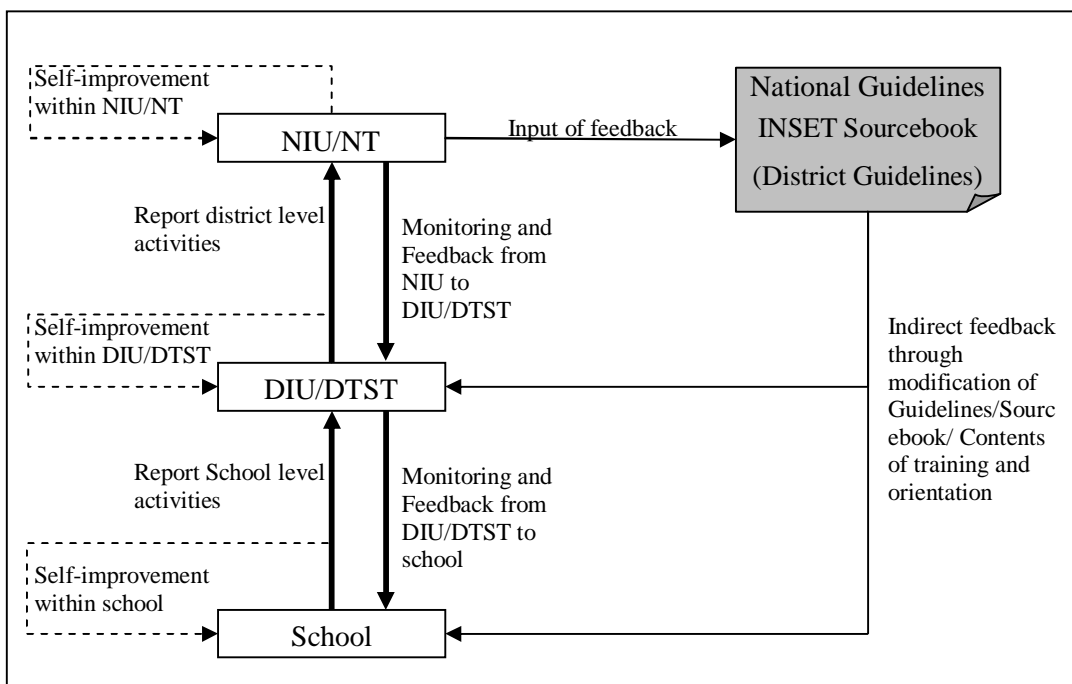 Self-improvement
within NIU/NT
NIU/NT
Input of feedback
National Guidelines
INSET Sourcebook
(District Guidelines)
Report district level
activities
Monitoring and
Feedback from
NIU to
DIU/DTST
Self-improvement
within DIU/DTST
DIU/DTST
Indirect feedback
through
modification of
Guidelines/Sourc
ebook/ Contents
of training and
orientation
Report School level
activities
Monitoring and
Feedback from
DIU/DTST to
school
Self-improvement
within school
School